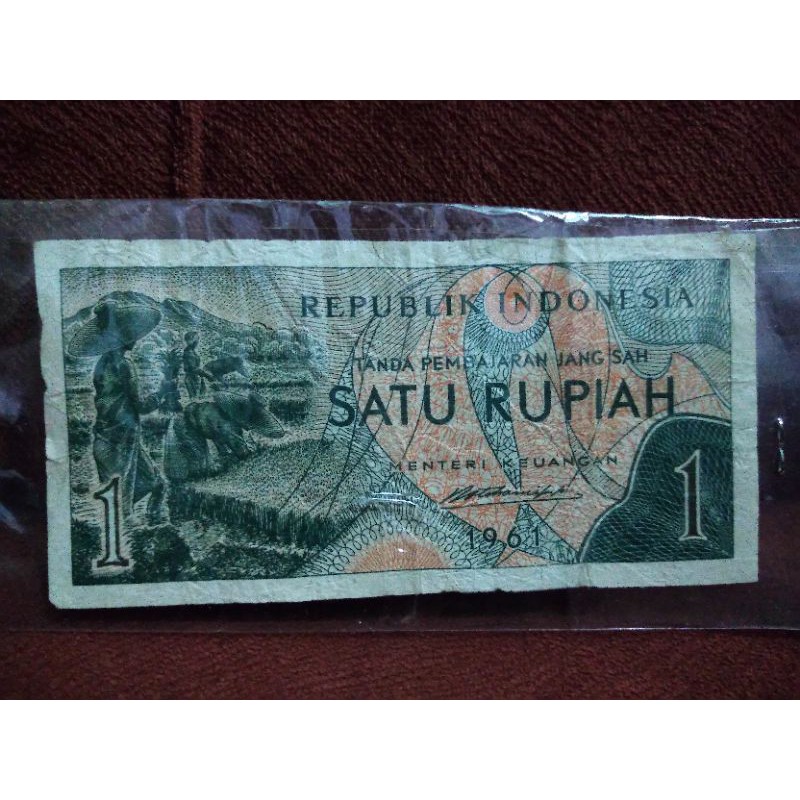 REPUBLIK INDONESIA
TANDA PEMBAJARAN JANG SAH
SATU RUPIAH
MENTERI KEUANGAN
1961
1
1